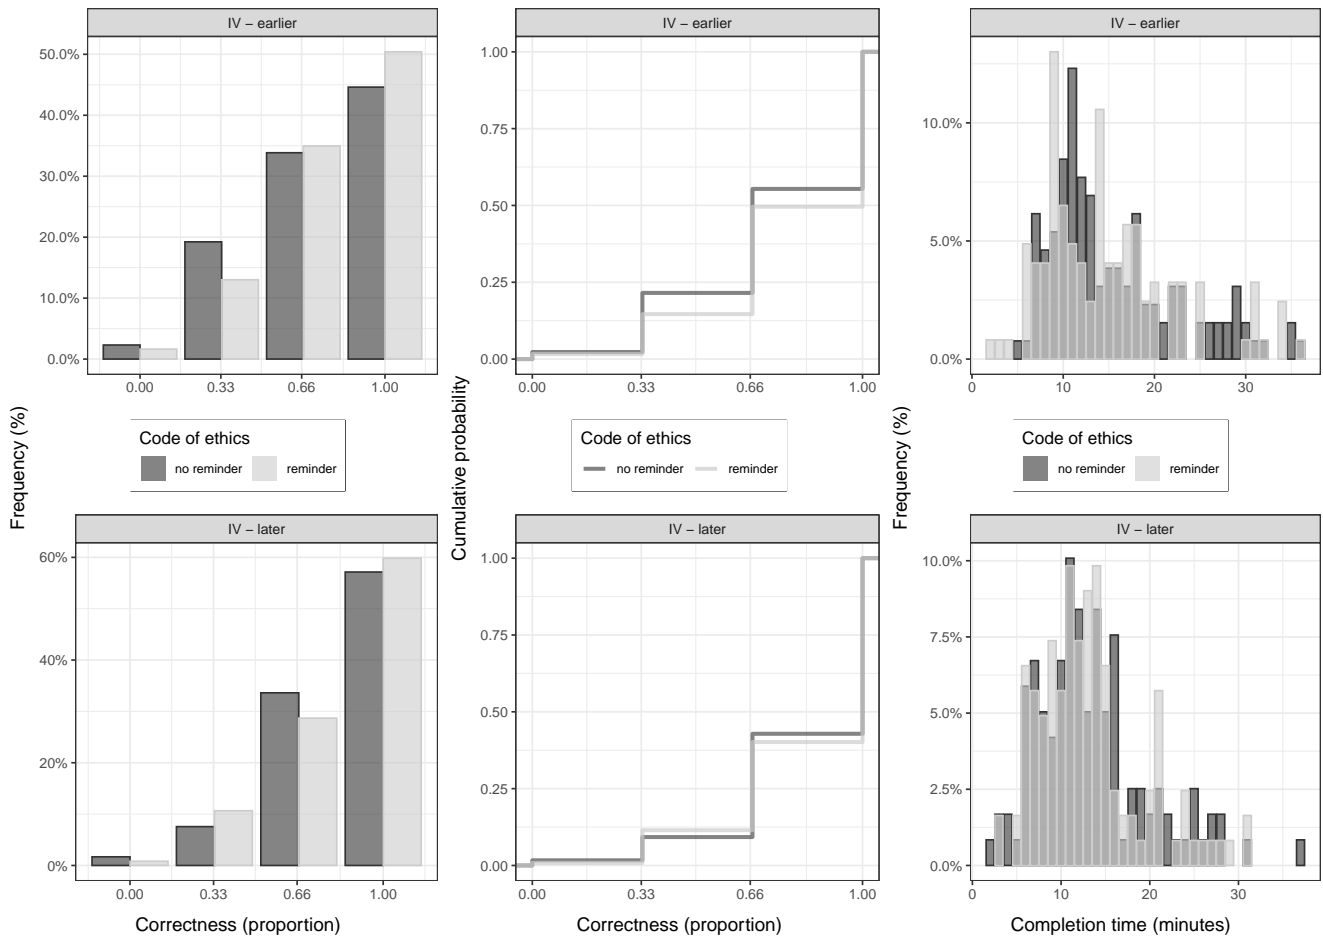 IV − earlier
50.0%
40.0%
30.0%
20.0%
10.0%
0.0%
0.00 0.33 0.66 1.00
IV − earlier
1.00
0.75
0.50
0.25
0.00
0.00 0.33 0.66 1.00
IV − earlier
10.0%
5.0%
0.0%
0 10 20 30
Frequency (%)
Code of ethics
no reminder reminder
Cumulative probability
Code of ethics
no reminder reminder
Frequency (%)
Code of ethics
no reminder reminder
IV − later
60%
40%
20%
0%
0.00 0.33 0.66 1.00
Correctness (proportion)
IV − later
1.00
0.75
0.50
0.25
0.00
0.00 0.33 0.66 1.00
Correctness (proportion)
IV − later
10.0%
7.5%
5.0%
2.5%
0.0%
0 10 20 30
Completion time (minutes)